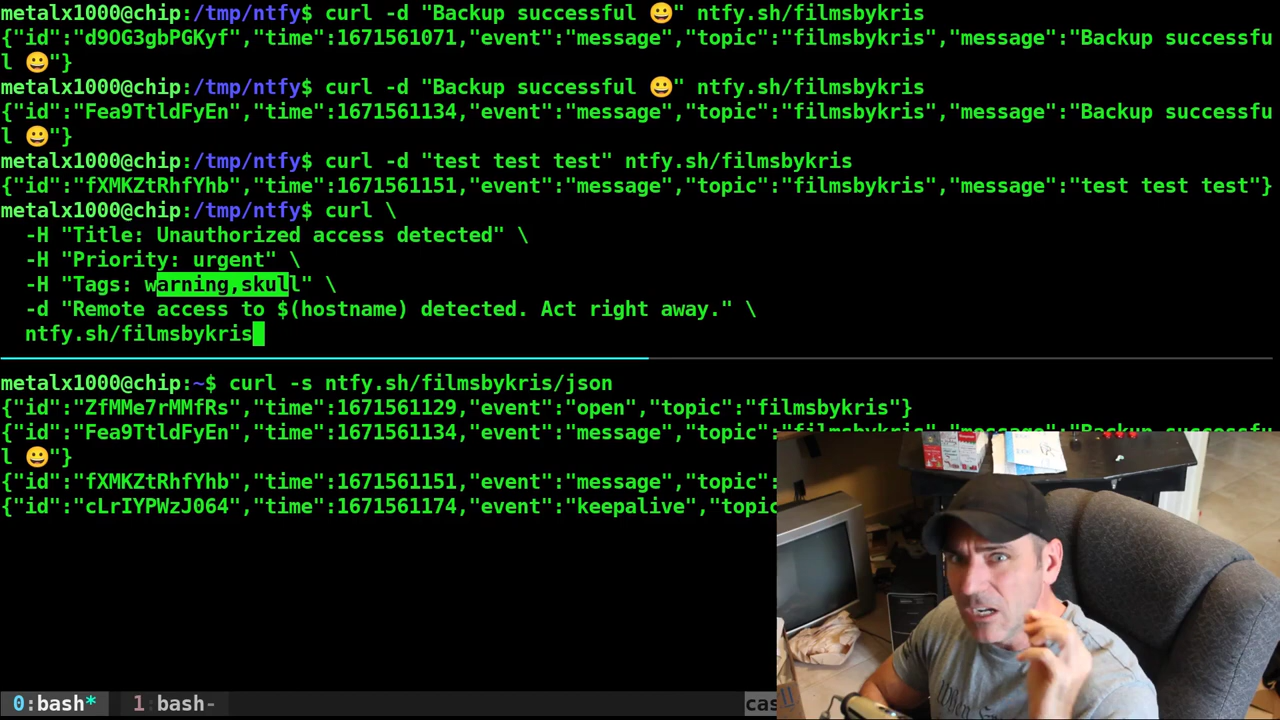 metalx1000@chip:/tmp/ntfy$ curl -d "Backup successful 😀" ntfy.sh/filmsbykris
{"id":"d9OG3gbPGKyf","time":1671561071,"event":"message","topic":"filmsbykris","message":"Backup successfu
l 😀"}
metalx1000@chip:/tmp/ntfy$ curl -d "Backup successful 😀" ntfy.sh/filmsbykris
{"id":"Fea9TtldFyEn","time":1671561134,"event":"message","topic":"filmsbykris","message":"Backup successfu
l 😀"}
metalx1000@chip:/tmp/ntfy$ curl -d "test test test" ntfy.sh/filmsbykris
{"id":"fXMKZtRhfYhb","time":1671561151,"event":"message","topic":"filmsbykris","message":"test test test"}
metalx1000@chip:/tmp/ntfy$ curl \
-H "Title: Unauthorized access detected" \
-H "Priority: urgent" \
-H "Tags: warning,skull" \
-d "Remote access to $(hostname) detected. Act right away." \
ntfy.sh/filmsbykris
metalx1000@chip:~$ curl -s ntfy.sh/filmsbykris/json
{"id":"ZfMMe7rMMfRs","time":1671561129,"event":"open","topic":"filmsbykris"}
{"id":"Fea9TtldFyEn","time":1671561134,"event":"message","topic":"filmsbykris","message":"Backup successfu
l 😀"}
{"id":"fXMKZtRhfYhb","time":1671561151,"event":"message","topic":
{"id":"cLrIYPWzJ064","time":1671561174,"event":"keepalive","topic
0:bash* 1:bash- cas